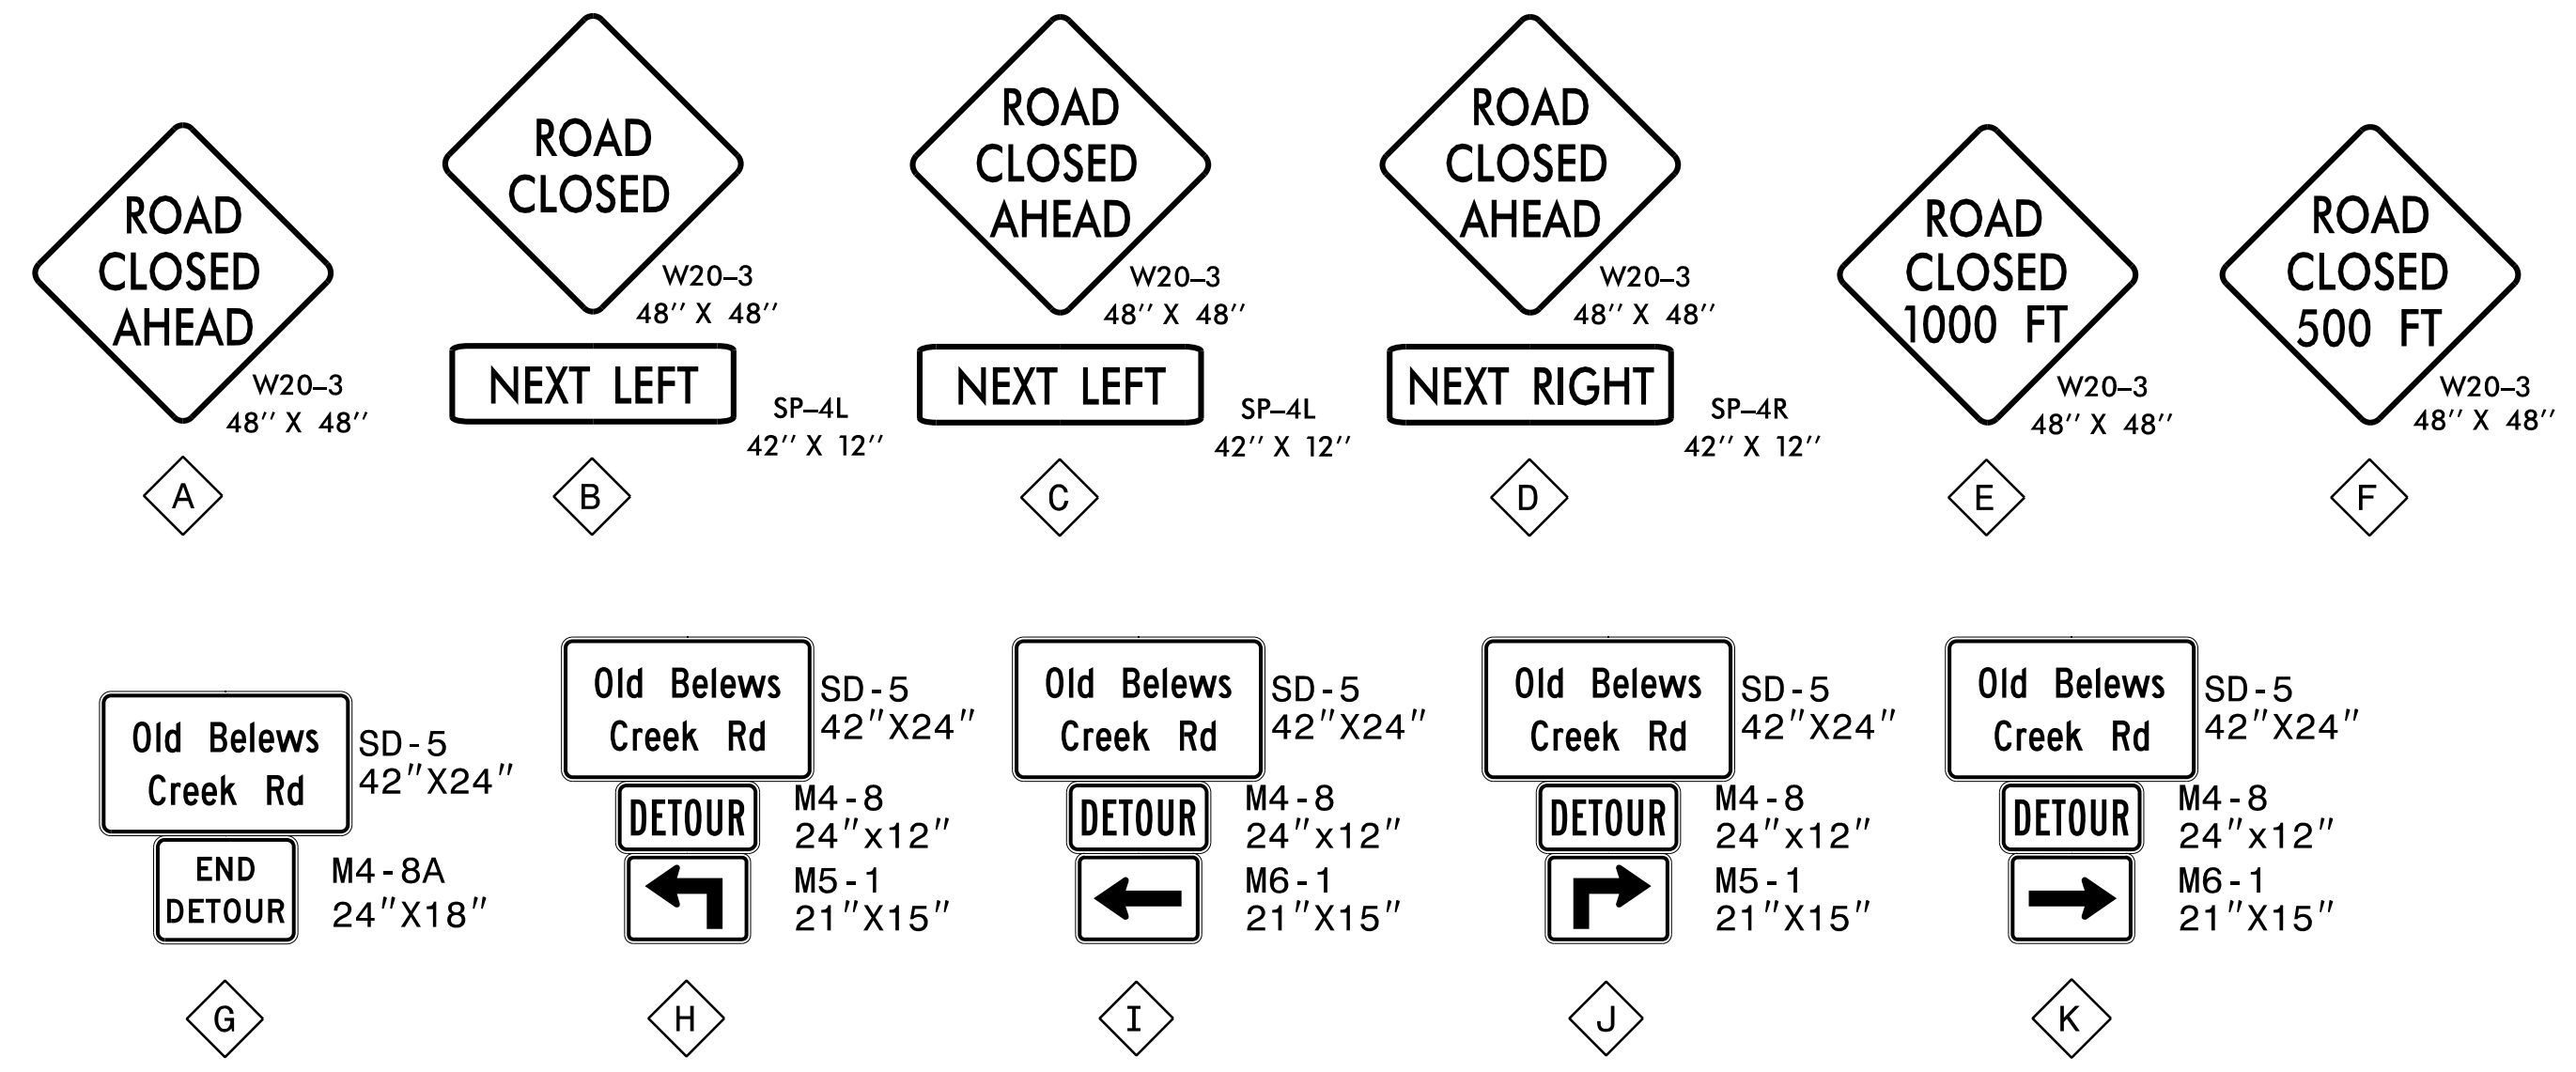 ROAD
CLOSED
AHEAD
W20–3
48'' X 48''
A
ROAD
CLOSED
W20–3
48'' X 48''
NEXT LEFT
SP–4L
42'' X 12''
B
ROAD
CLOSED
AHEAD
W20–3
48'' X 48''
NEXT LEFT
SP–4L
42'' X 12''
C
ROAD
CLOSED
AHEAD
W20–3
48'' X 48''
NEXT RIGHT
SP–4R
42'' X 12''
D
ROAD
CLOSED
1000 FT
W20–3
48'' X 48''
E
ROAD
CLOSED
500 FT
W20–3
48'' X 48''
F
Old Belews
Creek Rd
SD-5
42"X24"
END
DETOUR
M4-8A
24"X18"
G
Old Belews
Creek Rd
SD-5
42"X24"
DETOUR
M4-8
24"x12"
M5-1
21"X15"
H
Old Belews
Creek Rd
SD-5
42"X24"
DETOUR
M4-8
24"x12"
M6-1
21"X15"
I
Old Belews
Creek Rd
SD-5
42"X24"
DETOUR
M4-8
24"x12"
M5-1
21"X15"
J
Old Belews
Creek Rd
SD-5
42"X24"
DETOUR
M4-8
24"x12"
M6-1
21"X15"
K